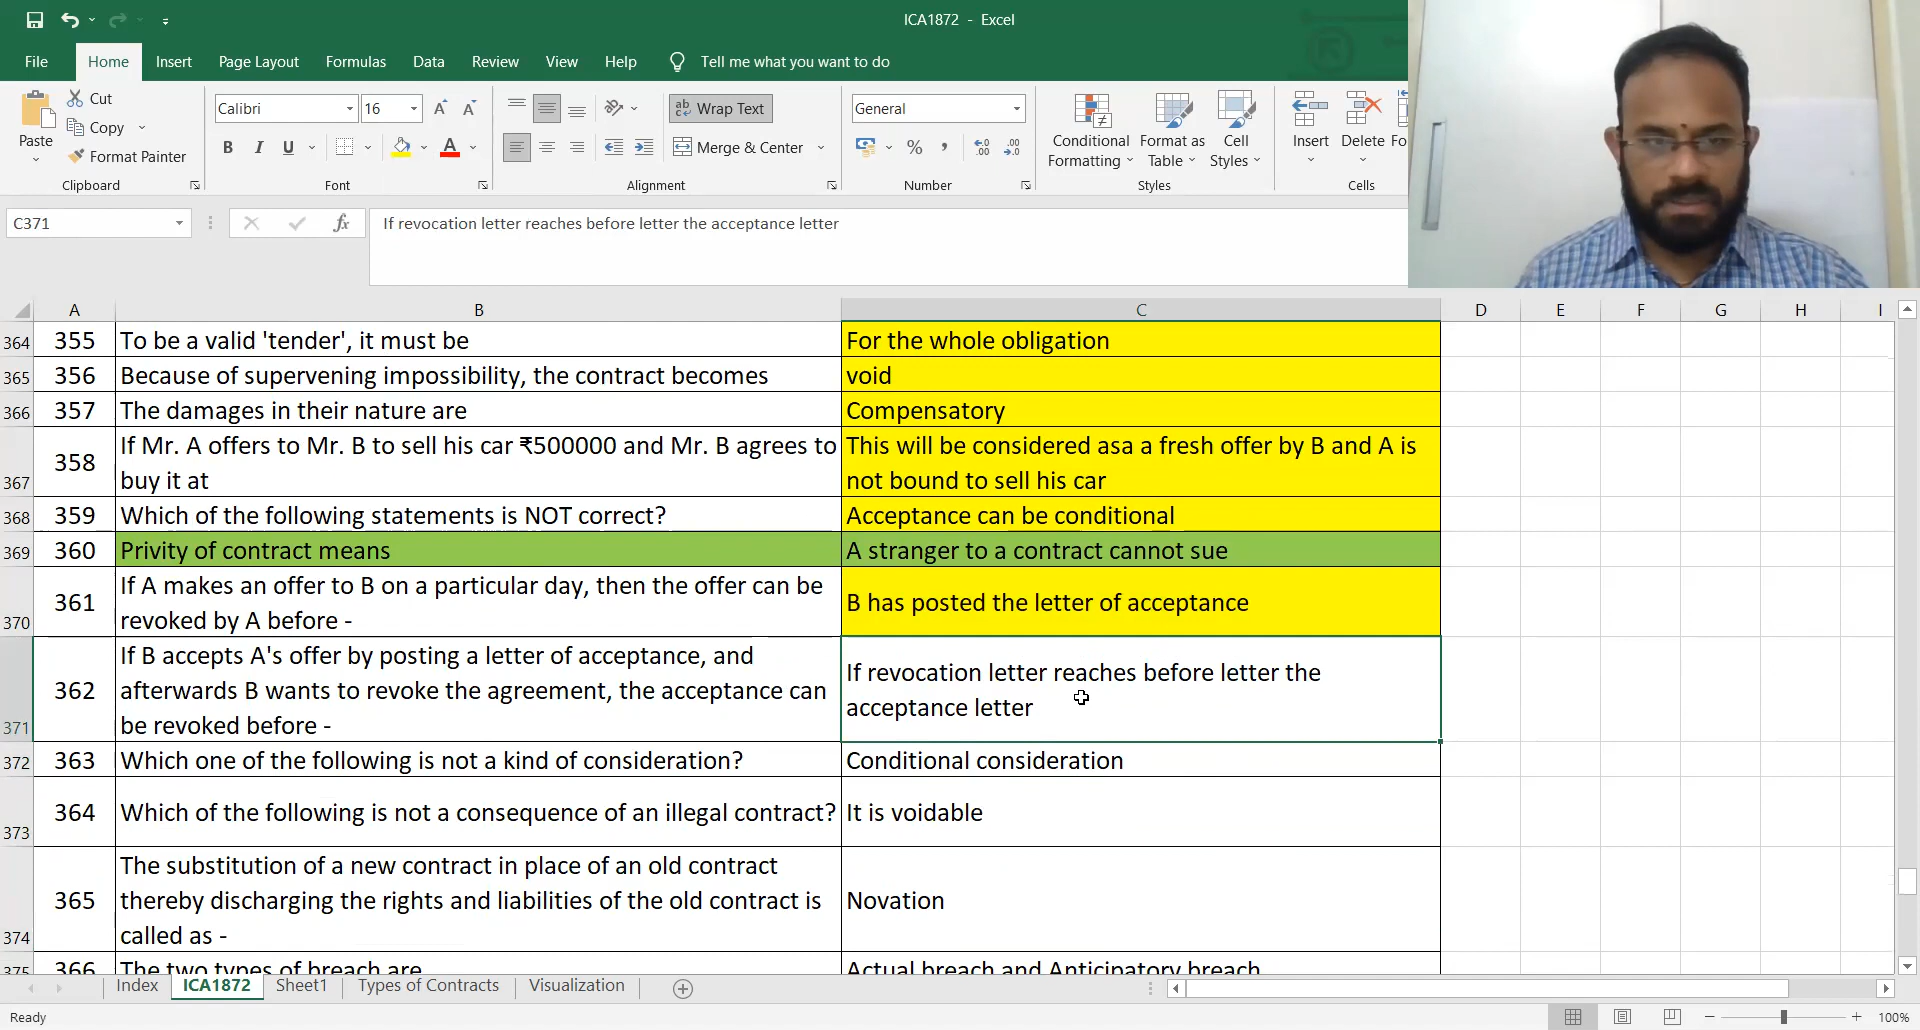 ICA1872 - Excel
File Home Insert Page Layout Formulas Data Review View Help Tell me what you want to do
Cut
Copy
Paste
Format Painter
Clipboard
Calibri 16
B I U
Font
Wrap Text
Merge & Center
Alignment
General
Number
Conditional Formatting
Format as Table
Cell Styles
Styles
Insert Delete Fo
Cells
C371 fx If revocation letter reaches before letter the acceptance letter
A B C D E F G H I
364 355 To be a valid 'tender', it must be For the whole obligation
365 356 Because of supervening impossibility, the contract becomes void
366 357 The damages in their nature are Compensatory
367 358 If Mr. A offers to Mr. B to sell his car ₹500000 and Mr. B agrees to
buy it at
This will be considered asa a fresh offer by B and A is
not bound to sell his car
368 359 Which of the following statements is NOT correct? Acceptance can be conditional
369 360 Privity of contract means A stranger to a contract cannot sue
370 361 If A makes an offer to B on a particular day, then the offer can be
revoked by A before -
B has posted the letter of acceptance
371 362 If B accepts A's offer by posting a letter of acceptance, and
afterwards B wants to revoke the agreement, the acceptance can
be revoked before -
If revocation letter reaches before letter the
acceptance letter
372 363 Which one of the following is not a kind of consideration? Conditional consideration
373 364 Which of the following is not a consequence of an illegal contract? It is voidable
374 365 The substitution of a new contract in place of an old contract
thereby discharging the rights and liabilities of the old contract is
called as -
Novation
375 366 The two types of breach are Actual breach and Anticipatory breach
Index ICA1872 Sheet1 Types of Contracts Visualization
Ready 100%